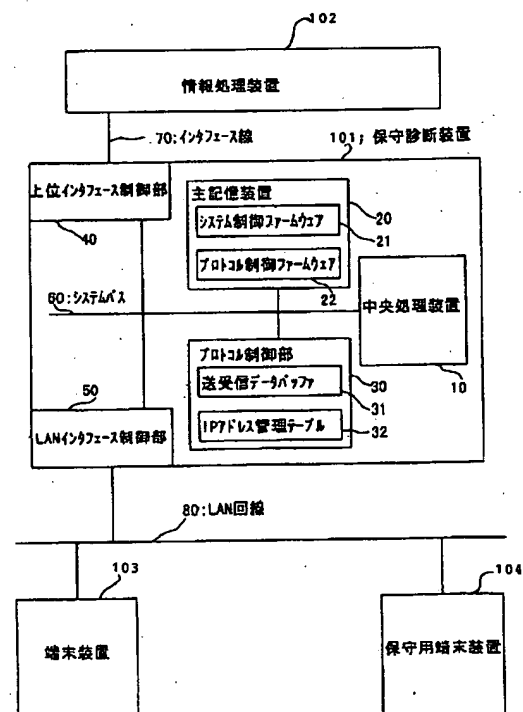 102
情報処理装置
70:インタフェース線
101; 保守診断装置
上位インタフェース制御部
40
主記憶装置
20
システム制御ファームウェア
21
プロトコル制御ファームウェア
22
60:システムバス
中央処理装置
10
プロトコル制御部
30
送受信データバッファ
31
IPアドレス管理テーブル
32
50
LANインタフェース制御部
80:LAN回線
103
端末装置
104
保守用端末装置